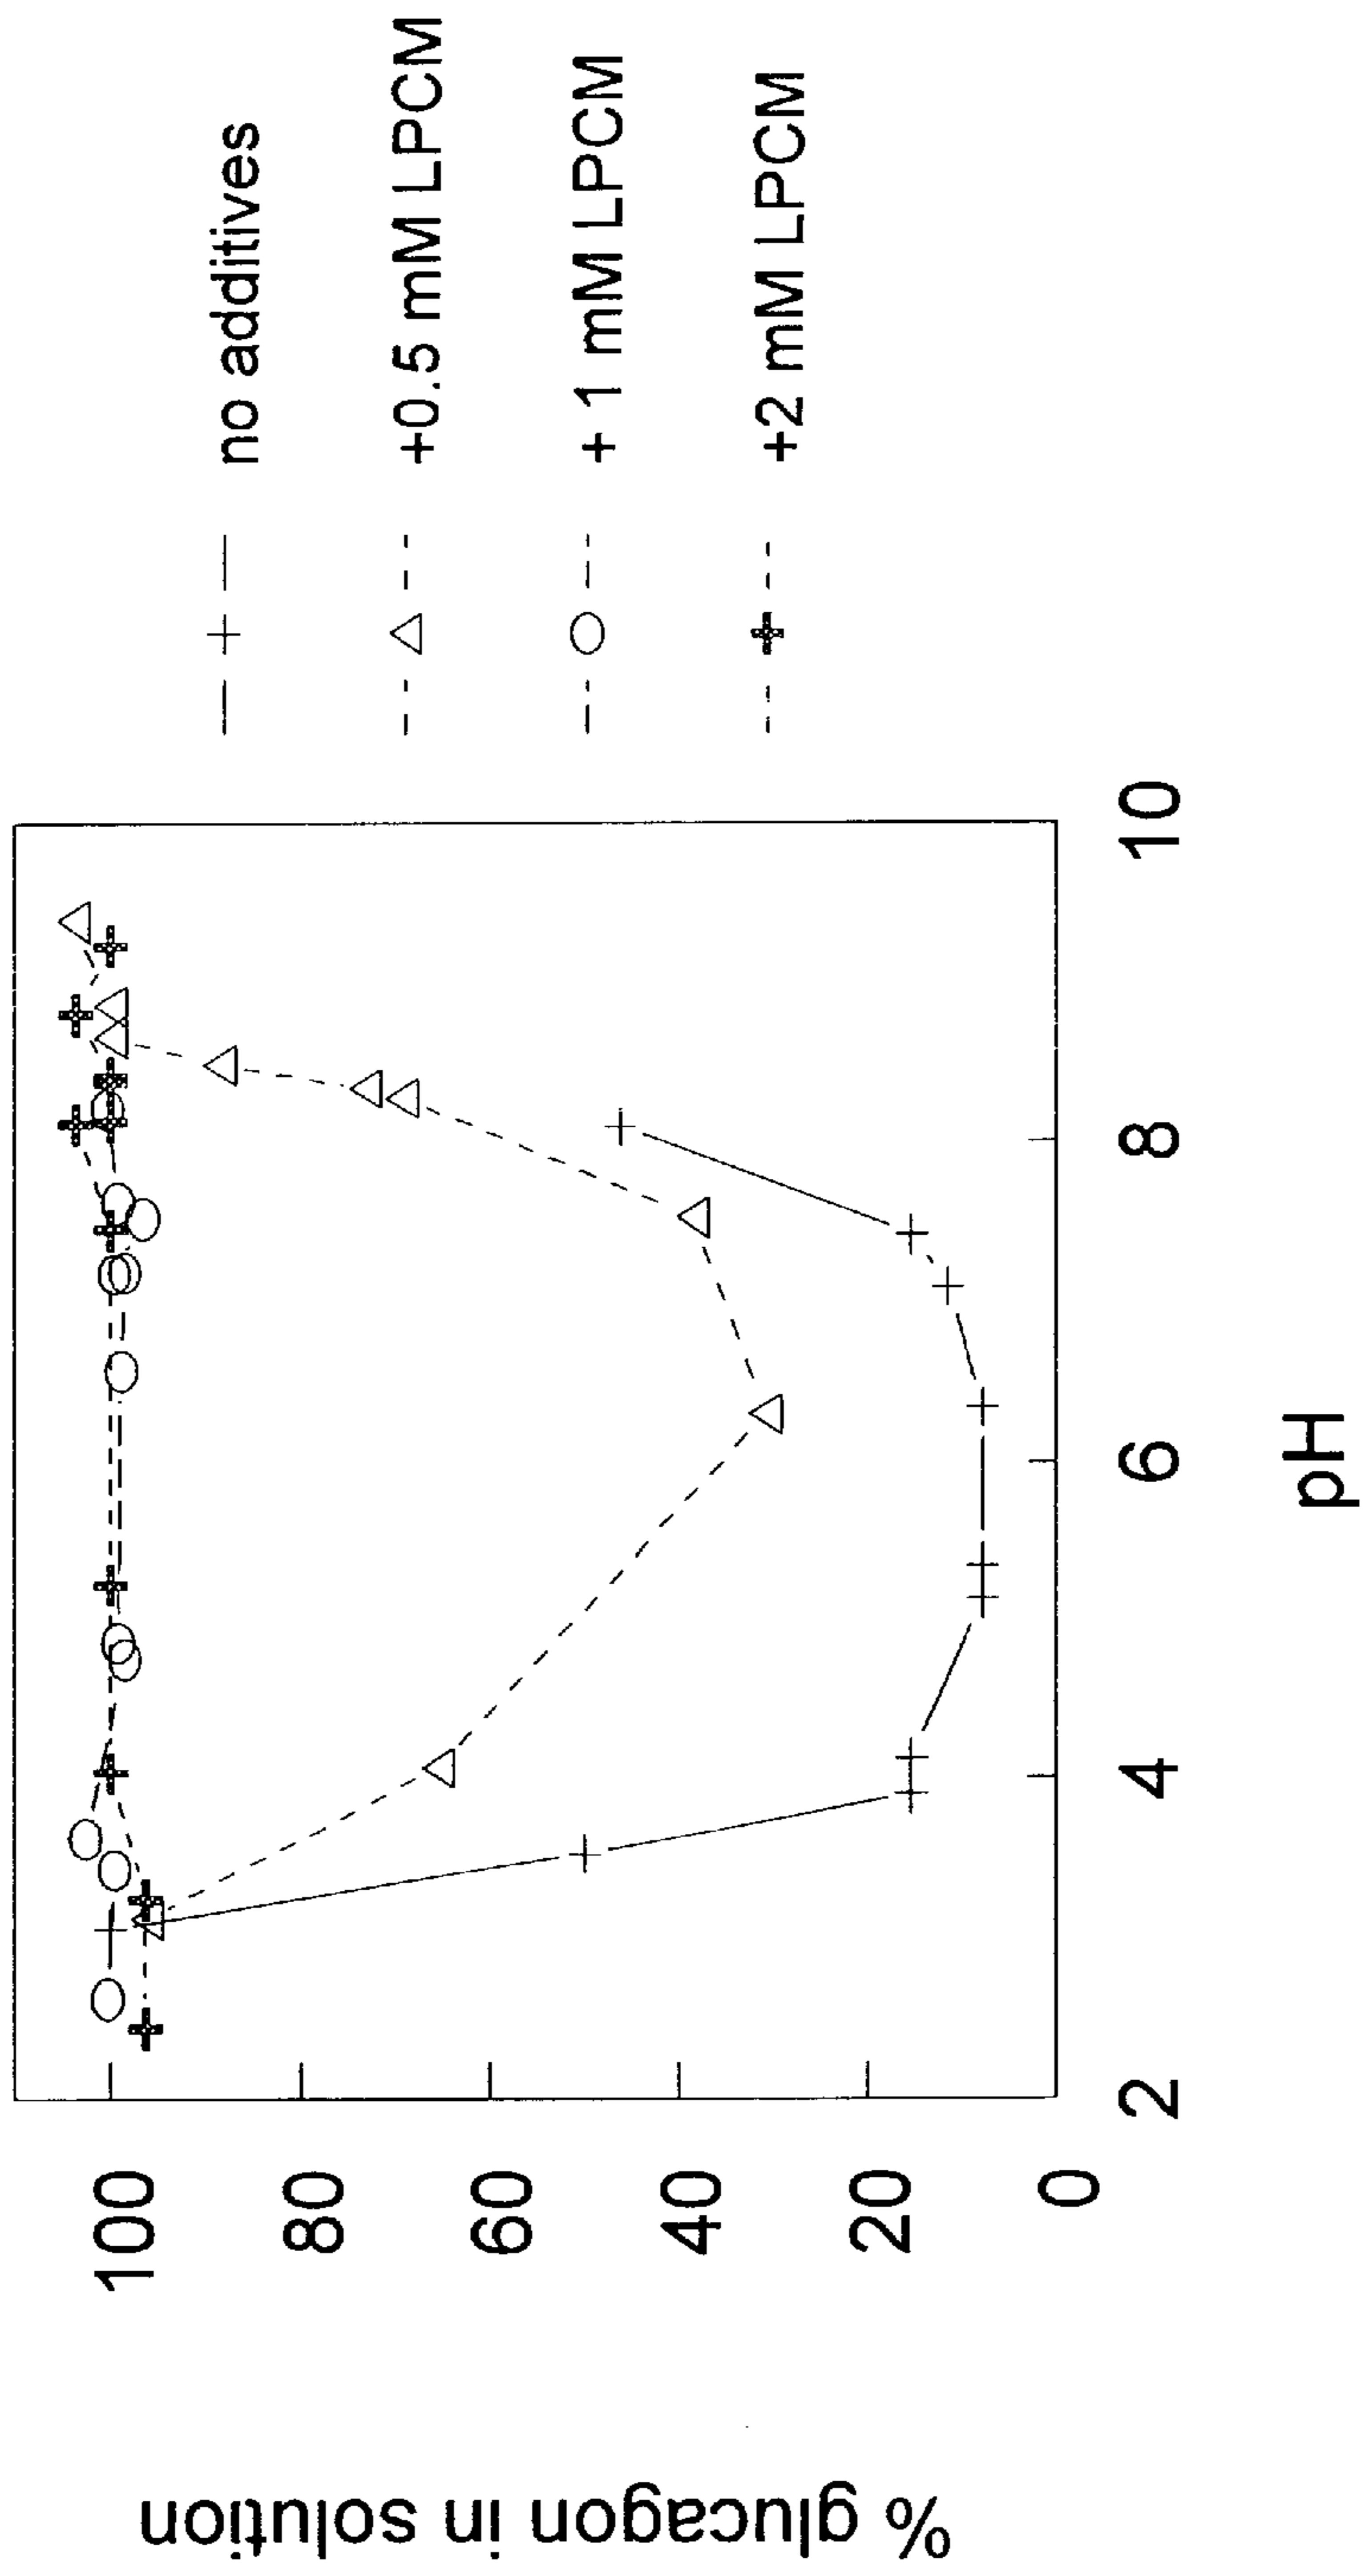 % glucagon in solution
100
80
60
40
20
0
2
4
6
8
10
pH
no additives
+0.5 mM LPCM
+ 1 mM LPCM
+2 mM LPCM